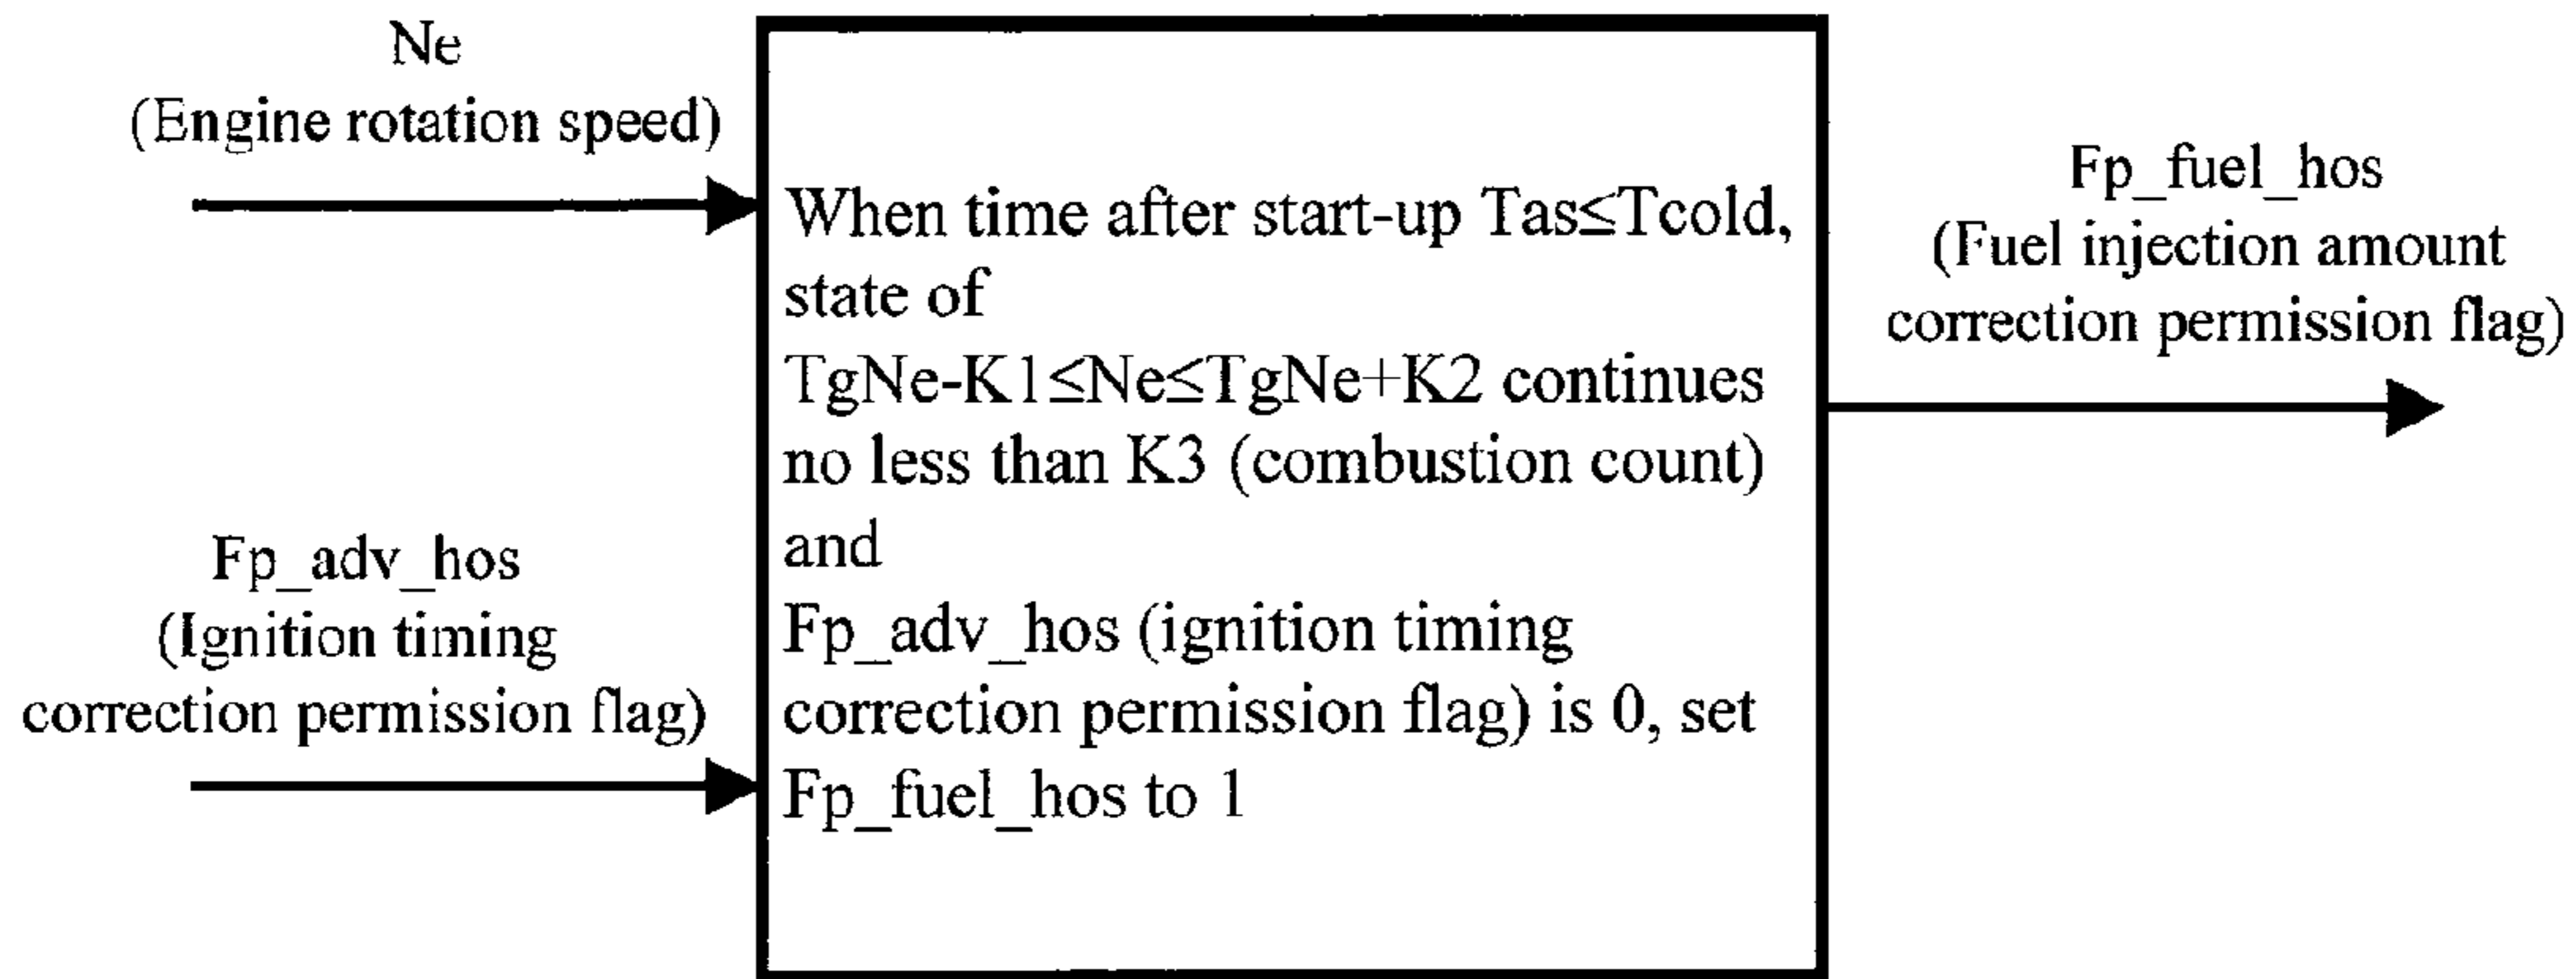 Ne
(Engine rotation speed)
Fp_adv_hos
(Ignition timing
correction permission flag)
When time after start-up Tas≤Tcold,
state of
TgNe-K1≤Ne≤TgNe+K2 continues
no less than K3 (combustion count)
and
Fp_adv_hos (ignition timing
correction permission flag) is 0, set
Fp_fuel_hos to 1
Fp_fuel_hos
(Fuel injection amount
correction permission flag)